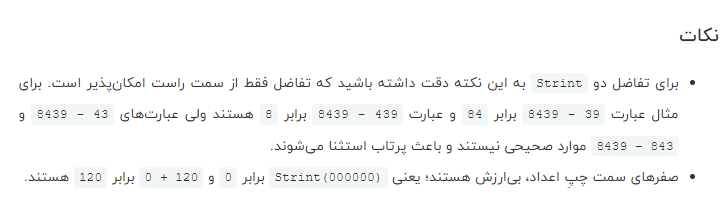 نکات
برای تفاضل دو Strint به این نکته دقت داشته باشید که تفاضل فقط از سمت راست امکان‌پذیر است. برای
مثال عبارت 39 - 8439 برابر 84 و عبارت 439 - 8439 برابر 8 هستند ولی عبارت‌های 43 - 8439 و
843 - 8439 موارد صحیحی نیستند و باعث پرتاب استثنا می‌شوند.
صفرهای سمت چپِ اعداد، بی‌ارزش هستند؛ یعنی Strint(000000) برابر 0 و 120 + 0 برابر 120 هستند.